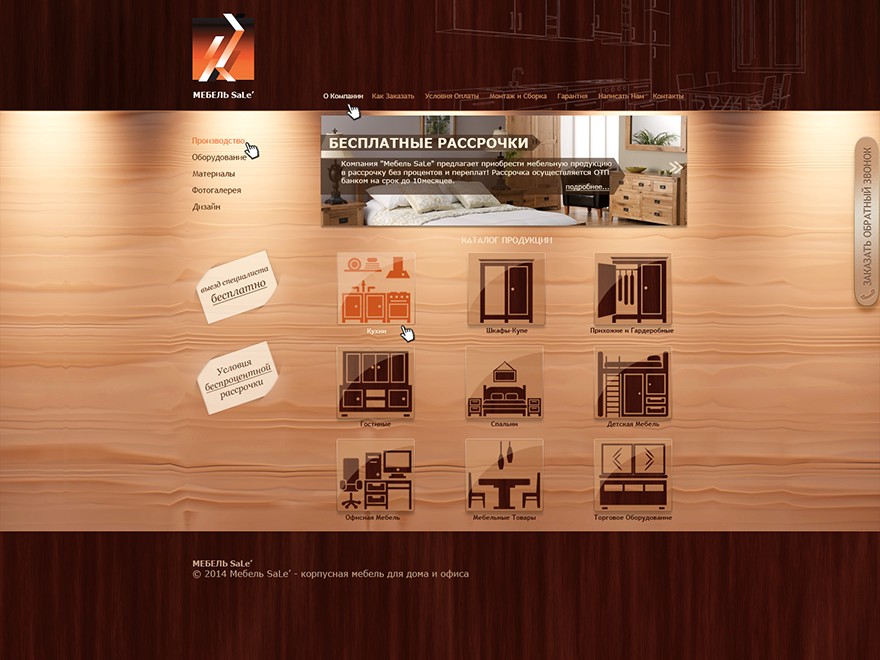 МЕБЕЛЬ SaLe’
О Компании Как Заказать Условия Оплаты Монтаж и Сборка Гарантия Написать Нам Контакты
Производство
Оборудование
Материалы
Фотогалерея
Дизайн
БЕСПЛАТНЫЕ РАССРОЧКИ
Компания "Мебель SaLe" предлагает приобрести мебельную продукцию
в рассрочку без процентов и переплат! Рассрочка осуществляется ОТП
банком на срок до 10месяцев.
подробнее...
ЗАКАЗАТЬ ОБРАТНЫЙ ЗВОНОК
КАТАЛОГ ПРОДУКЦИИ
выезд специалиста
бесплатно
Условия
беспроцентной
рассрочки
Кухни Шкафы-Купе Прихожие и Гардеробные
Гостиные Спальни Детская Мебель
Офисная Мебель Мебельные Товары Торговое Оборудование
МЕБЕЛЬ SaLe’
© 2014 Мебель SaLe’ - корпусная мебель для дома и офиса